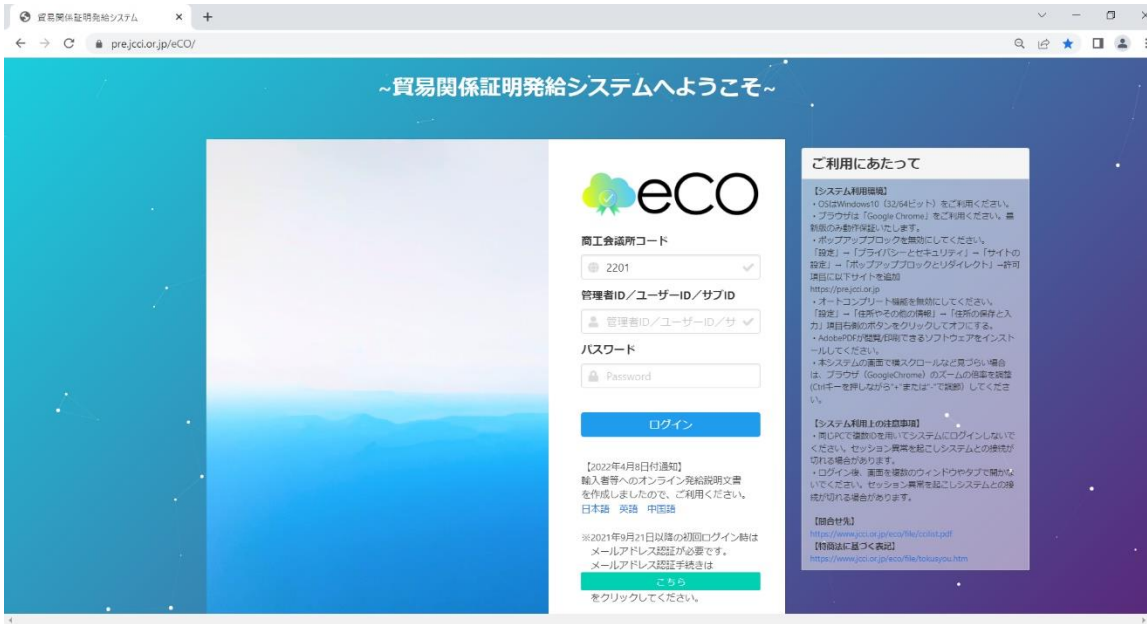 貿易関係証明発給システム
pre.jcci.or.jp/eCO/
~貿易関係証明発給システムへようこそ~
eCO
商工会議所コード
2201
管理者ID／ユーザーID／サブID
管理者ID／ユーザーID／サ
パスワード
Password
ログイン
【2022年4月8日付通知】
輸入者等へのオンライン発給説明文書
を作成しましたので、ご利用ください。
日本語 英語 中国語
※2021年9月21日以降の初回ログイン時は
メールアドレス認証が必要です。
メールアドレス認証手続きは
こちら
をクリックしてください。
ご利用にあたって
【システム利用環境】
・OSはWindows10（32/64ビット）をご利用ください。
・ブラウザは「Google Chrome」をご利用ください。最
新版のみ動作保証いたします。
・ポップアップブロックを無効にしてください。
「設定」→「プライバシーとセキュリティ」→「サイトの
設定」→「ポップアップブロックとリダイレクト」→許可
項目に以下サイトを追加
https://pre.jcci.or.jp
・オートコンプリート機能を無効にしてください。
「設定」→「住所やその他の情報」→「住所の保存と入
力」項目右側のボタンをクリックしてオフにする。
・AdobePDFが閲覧/印刷できるソフトウェアをインスト
ールしてください。
・本システムの画面で横スクロールなど見づらい場合
は、ブラウザ（GoogleChrome）のズームの倍率を調整
(Ctrlキーを押しながら"+"または"-"で調節）してくださ
い。
【システム利用上の注意事項】
・同じPCで複数IDを用いてシステムにログインしないで
ください。セッション異常を起こしシステムとの接続が
切れる場合があります。
・ログイン後、画面を複数のウィンドウやタブで開かな
いでください。セッション異常を起こしシステムとの接
続が切れる場合があります。
【問合せ先】
https://www.jcci.or.jp/eco/file/ccilist.pdf
【特商法に基づく表記】
https://www.jcci.or.jp/eco/file/tokusyou.htm